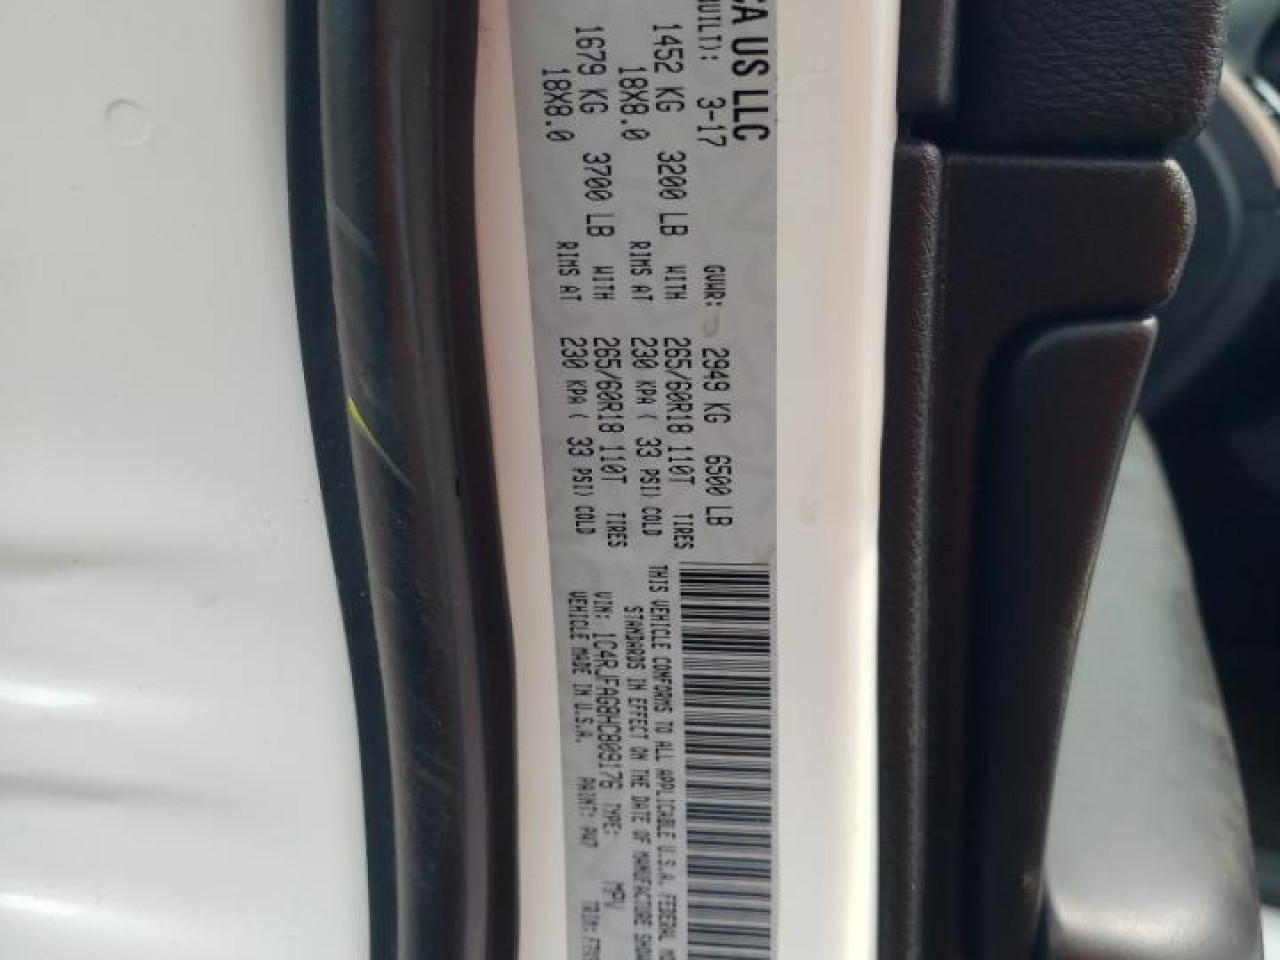 CA US LLC
BUILT): 3-17 GVWR: 2949 KG 6500 LB
1452 KG 3200 LB WITH 265/60R18 110T TIRES
18X8.0 RIMS AT 230 KPA ( 33 PSI) COLD
1679 KG 3700 LB WITH 265/60R18 110T TIRES
18X8.0 RIMS AT 230 KPA ( 33 PSI) COLD
THIS VEHICLE CONFORMS TO ALL APPLICABLE U.S.A. FEDERAL
STANDARDS IN EFFECT ON THE DATE OF MANUFACTURE
VIN: 1C4RJFAG8HC809176 TYPE: MPV
VEHICLE MADE IN U.S.A. PAINT: PW7 TRIM: